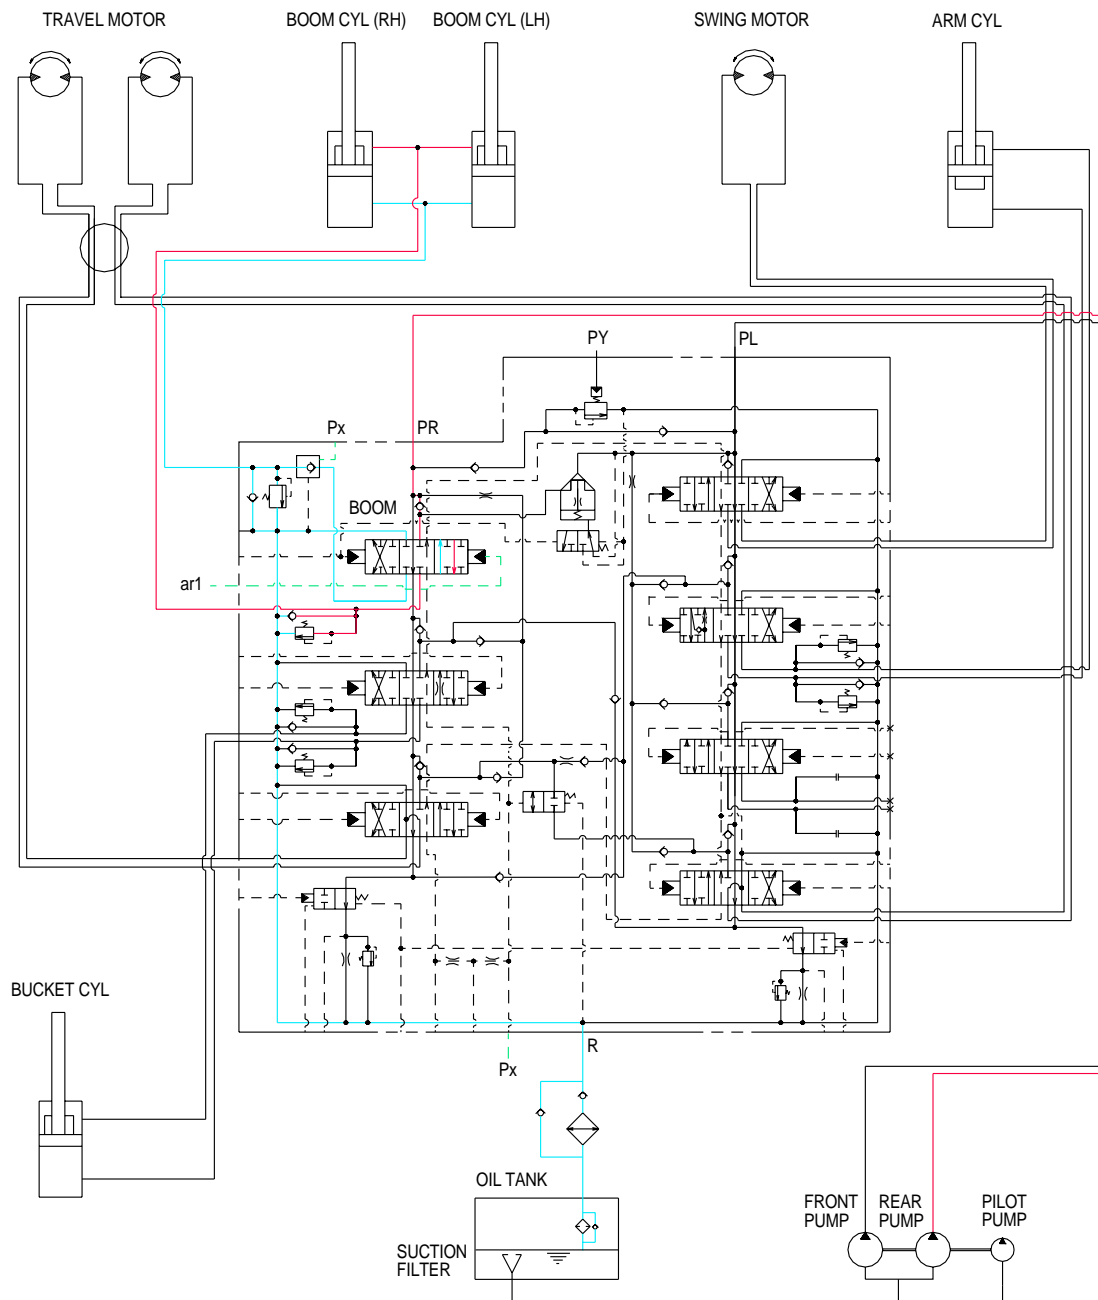 TRAVEL MOTOR
BOOM CYL (RH)
BOOM CYL (LH)
SWING MOTOR
ARM CYL
PY
PL
Px
PR
BOOM
ar1
BUCKET CYL
R
Px
OIL TANK
SUCTION
FILTER
FRONT
PUMP
REAR
PUMP
PILOT
PUMP